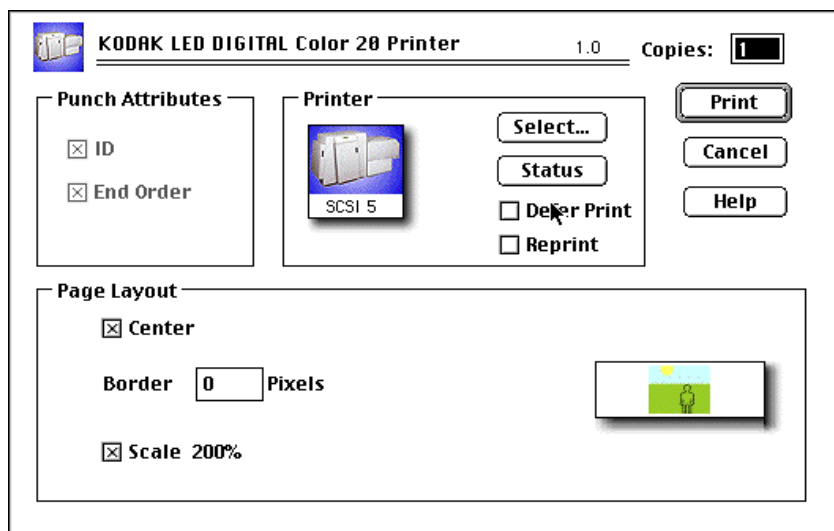 KODAK LED DIGITAL Color 20 Printer 1.0 Copies: 1
Punch Attributes
ID
End Order
Printer
SCSI 5
Select...
Status
Defer Print
Reprint
Print
Cancel
Help
Page Layout
Center
Border 0 Pixels
Scale 200%